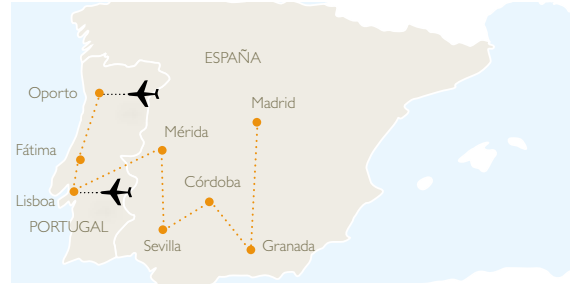 ESPAÑA
Oporto
Madrid
Mérida
Fátima
Córdoba
Lisboa
PORTUGAL
Sevilla
Granada